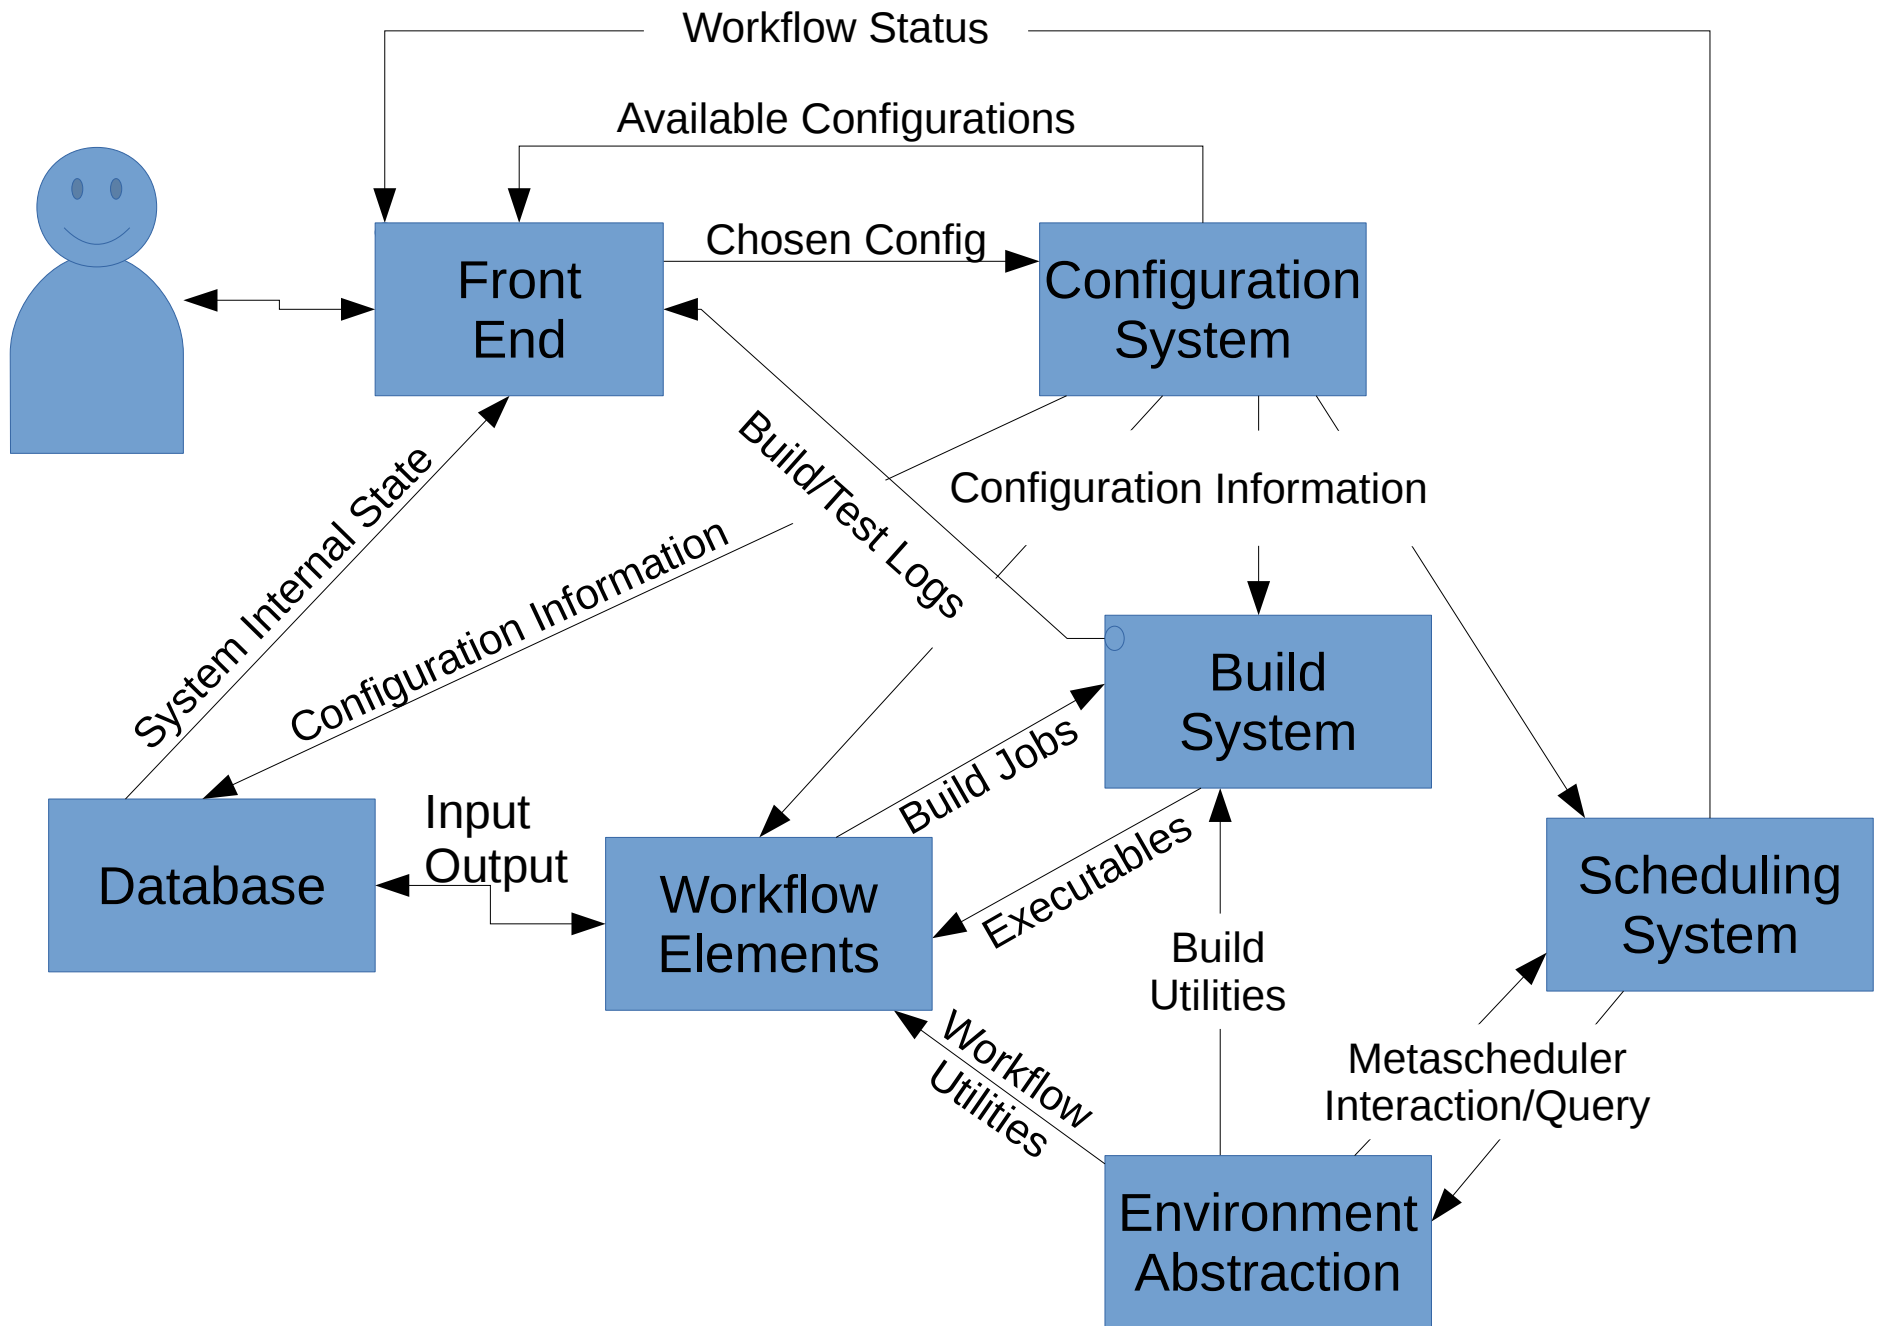 Workflow Status
Available Configurations
Chosen Config
Front
End
Configuration
System
Build/Test Logs
Configuration Information
System Internal State
Configuration Information
Build
System
Build Jobs
Input
Output
Database
Workflow
Elements
Executables
Scheduling
System
Build
Utilities
Workflow
Utilities
Metascheduler
Interaction/Query
Environment
Abstraction